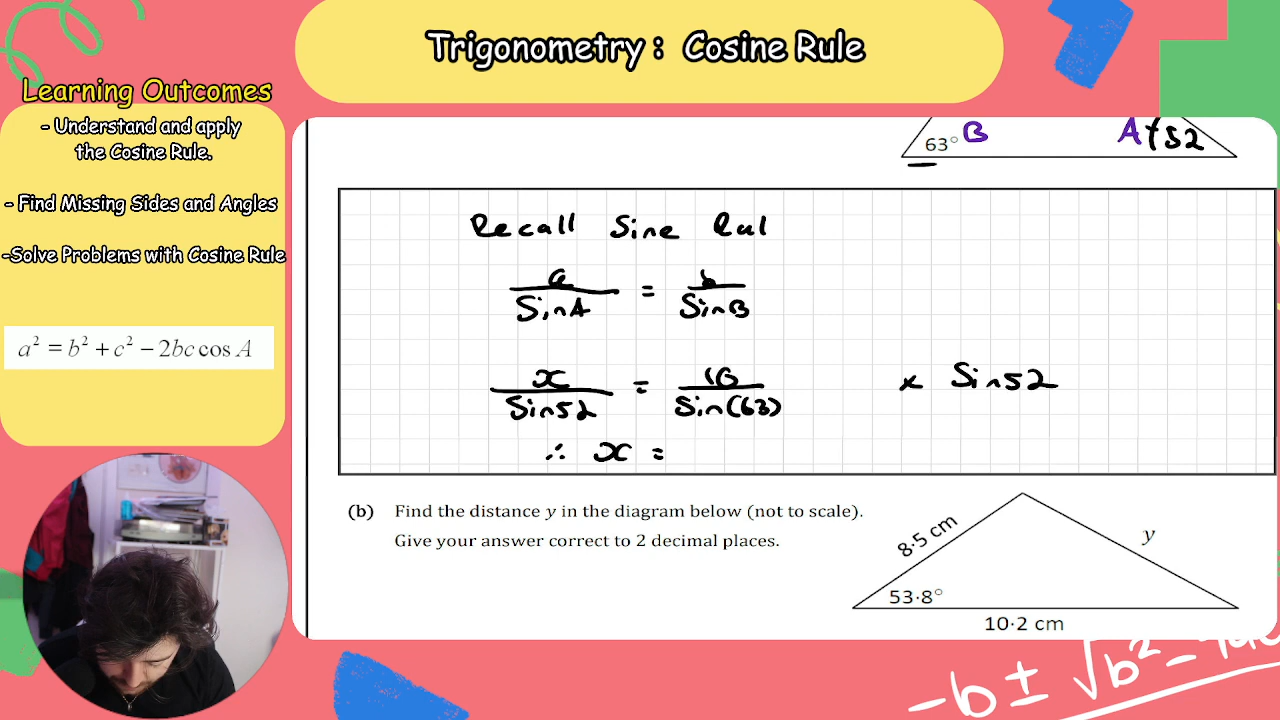 Trigonometry : Cosine Rule
Learning Outcomes
- Understand and apply
the Cosine Rule.
- Find Missing Sides and Angles
-Solve Problems with Cosine Rule
a² = b² + c² − 2bc cos A
63° B
A 52
Recall Sine Rul
a/SinA = b/SinB
x/Sin52 = 10/Sin(63)
× Sin52
∴ x =
(b) Find the distance y in the diagram below (not to scale).
Give your answer correct to 2 decimal places.
8·5 cm
y
53·8°
10·2 cm
-b ± √b² -